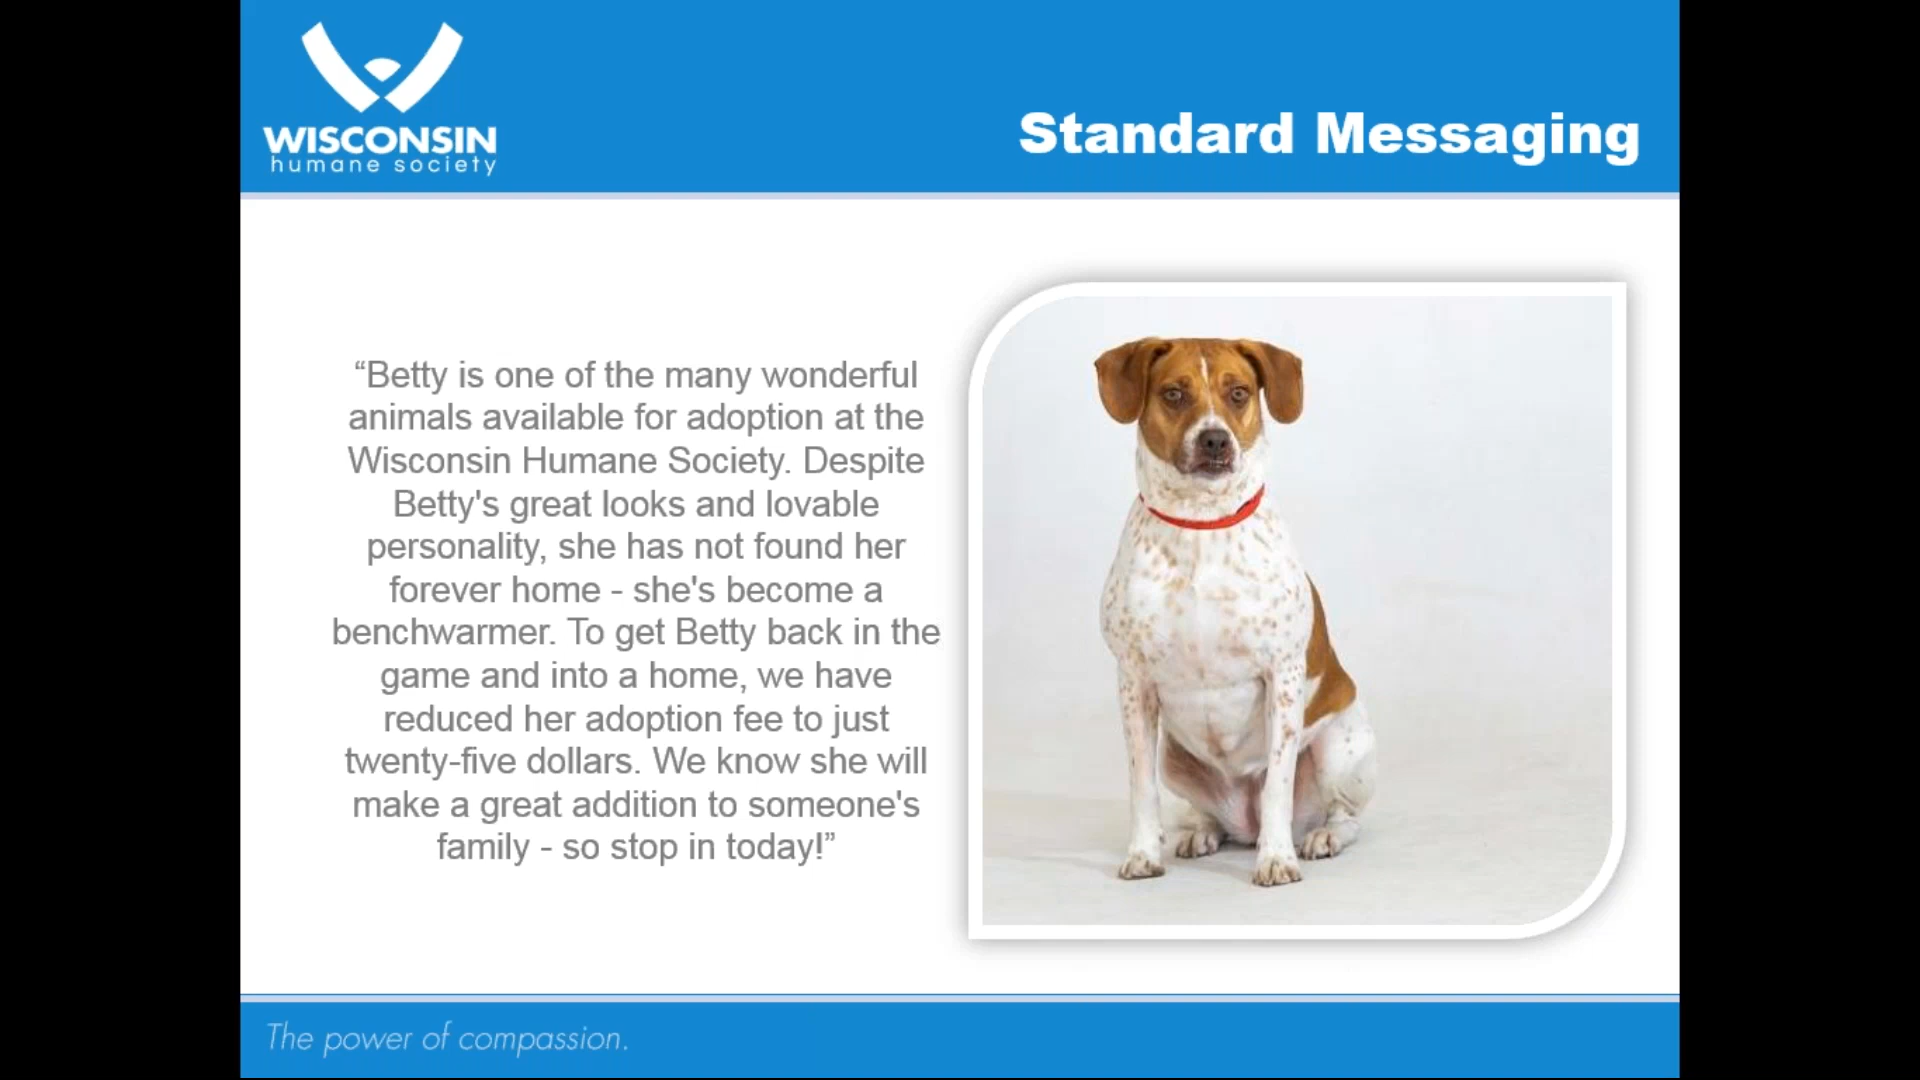 WISCONSIN
humane society
Standard Messaging
“Betty is one of the many wonderful
animals available for adoption at the
Wisconsin Humane Society. Despite
Betty's great looks and lovable
personality, she has not found her
forever home - she's become a
benchwarmer. To get Betty back in the
game and into a home, we have
reduced her adoption fee to just
twenty-five dollars. We know she will
make a great addition to someone's
family - so stop in today!”
The power of compassion.